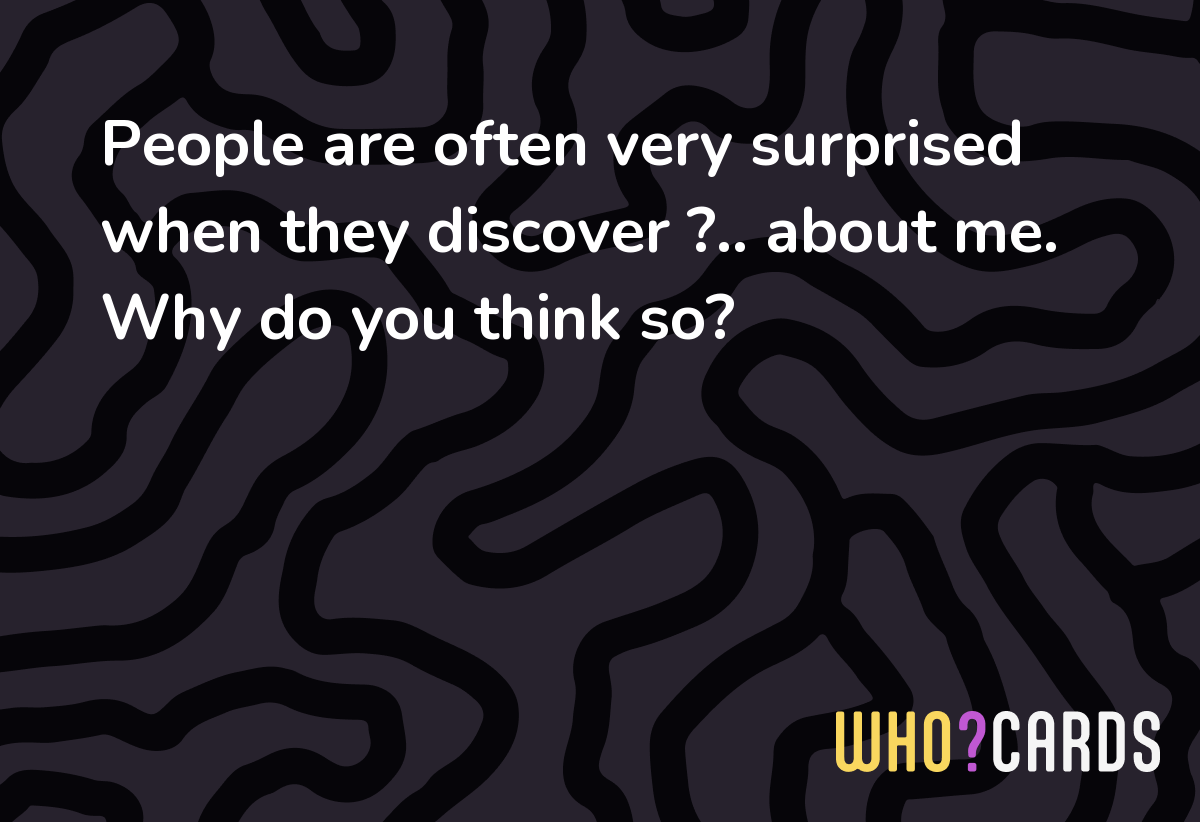 People are often very surprised
when they discover ?.. about me.
Why do you think so?
WHO?CARDS